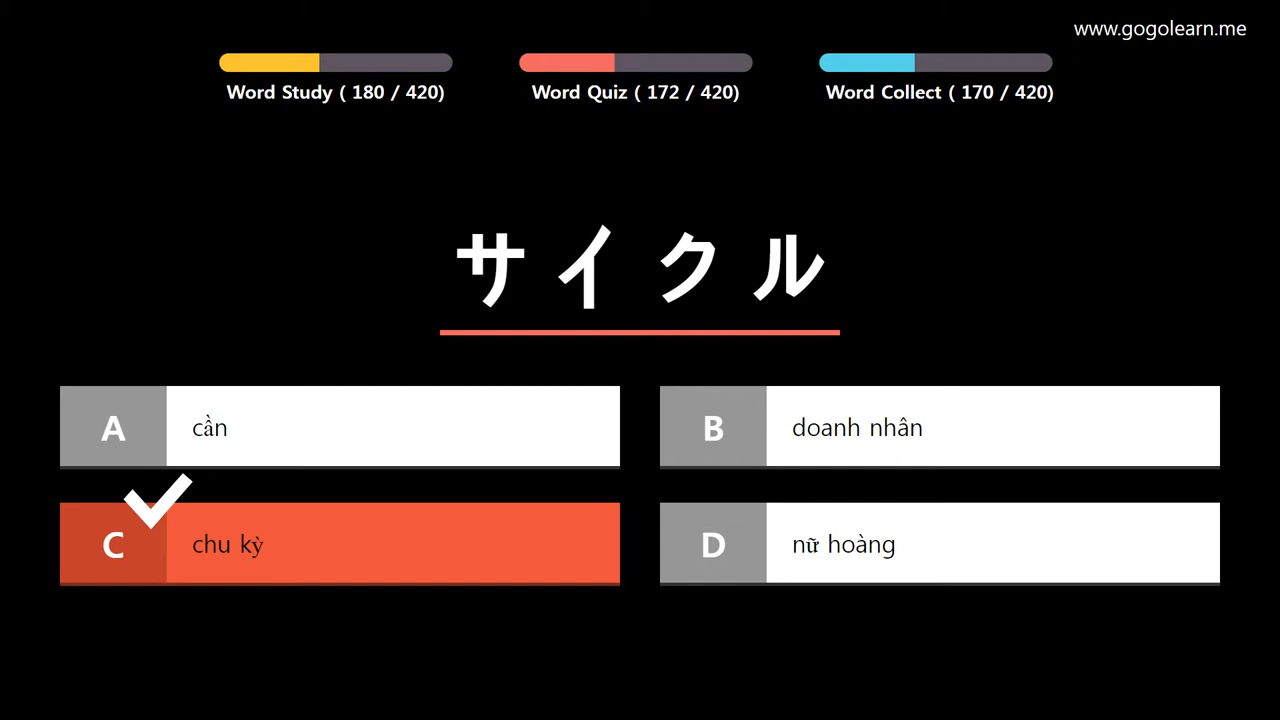 www.gogolearn.me
Word Study ( 180 / 420)
Word Quiz ( 172 / 420)
Word Collect ( 170 / 420)
サイクル
A cần
B doanh nhân
C chu kỳ
D nữ hoàng